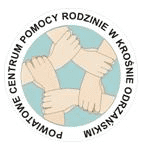 POWIATOWE CENTRUM POMOCY RODZINIE W KROŚNIE ODRZAŃSKIM